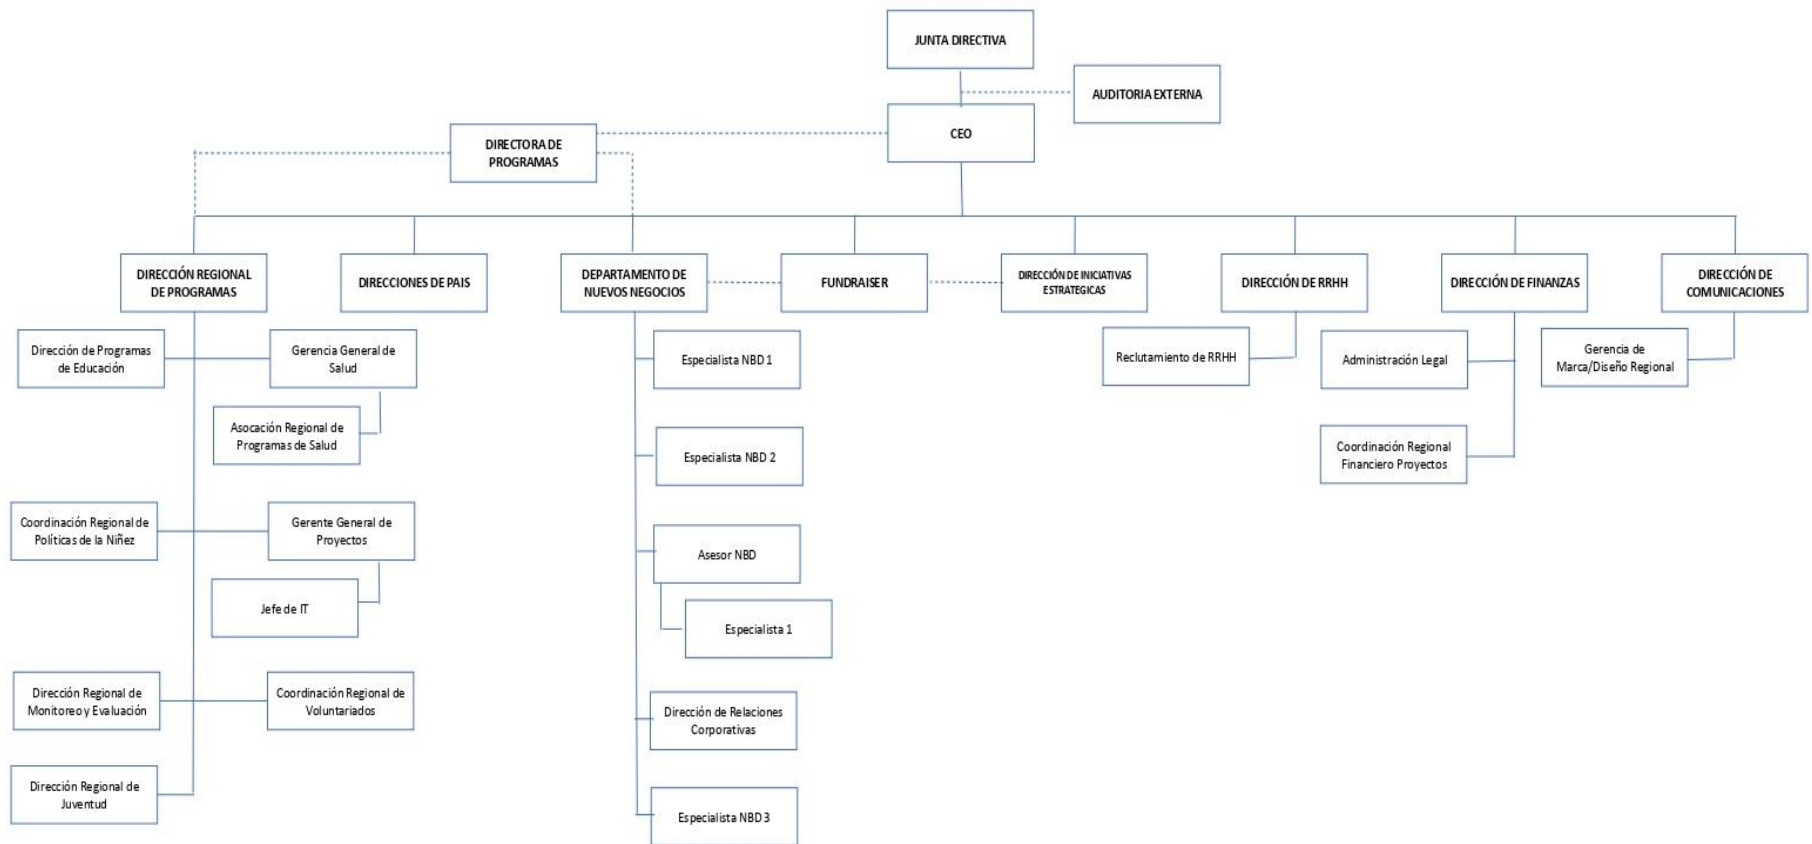 JUNTA DIRECTIVA
AUDITORIA EXTERNA
CEO
DIRECTORA DE
PROGRAMAS
DIRECCIÓN REGIONAL
DE PROGRAMAS
DIRECCIONES DE PAIS
DEPARTAMENTO DE
NUEVOS NEGOCIOS
FUNDRAISER
DIRECCIÓN DE INICIATIVAS
ESTRATEGICAS
DIRECCIÓN DE RRHH
DIRECCIÓN DE FINANZAS
DIRECCIÓN DE
COMUNICACIONES
Dirección de Programas
de Educación
Gerencia General de
Salud
Asocación Regional de
Programas de Salud
Coordinación Regional de
Políticas de la Niñez
Gerente General de
Proyectos
Jefe de IT
Dirección Regional de
Monitoreo y Evaluación
Coordinación Regional de
Voluntariados
Dirección Regional de
Juventud
Especialista NBD 1
Especialista NBD 2
Asesor NBD
Especialista 1
Dirección de Relaciones
Corporativas
Especialista NBD 3
Reclutamiento de RRHH
Administración Legal
Coordinación Regional
Financiero Proyectos
Gerencia de
Marca/Diseño Regional